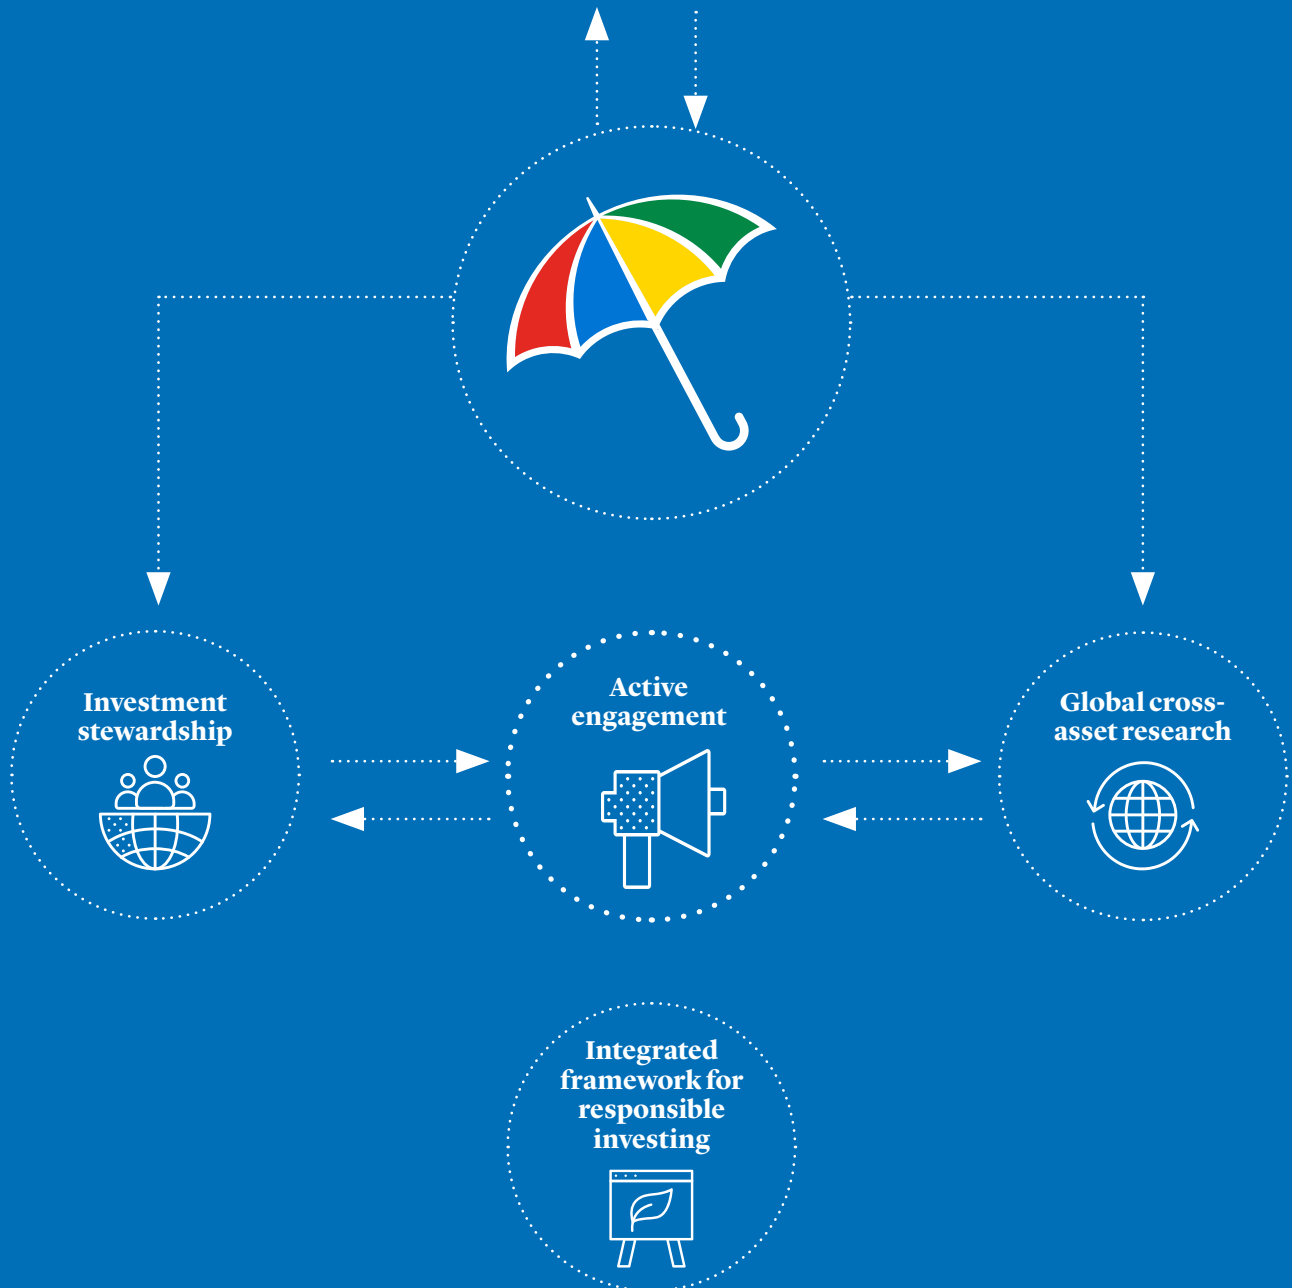 Investment
stewardship
Active
engagement
Global cross-
asset research
Integrated
framework for
responsible
investing